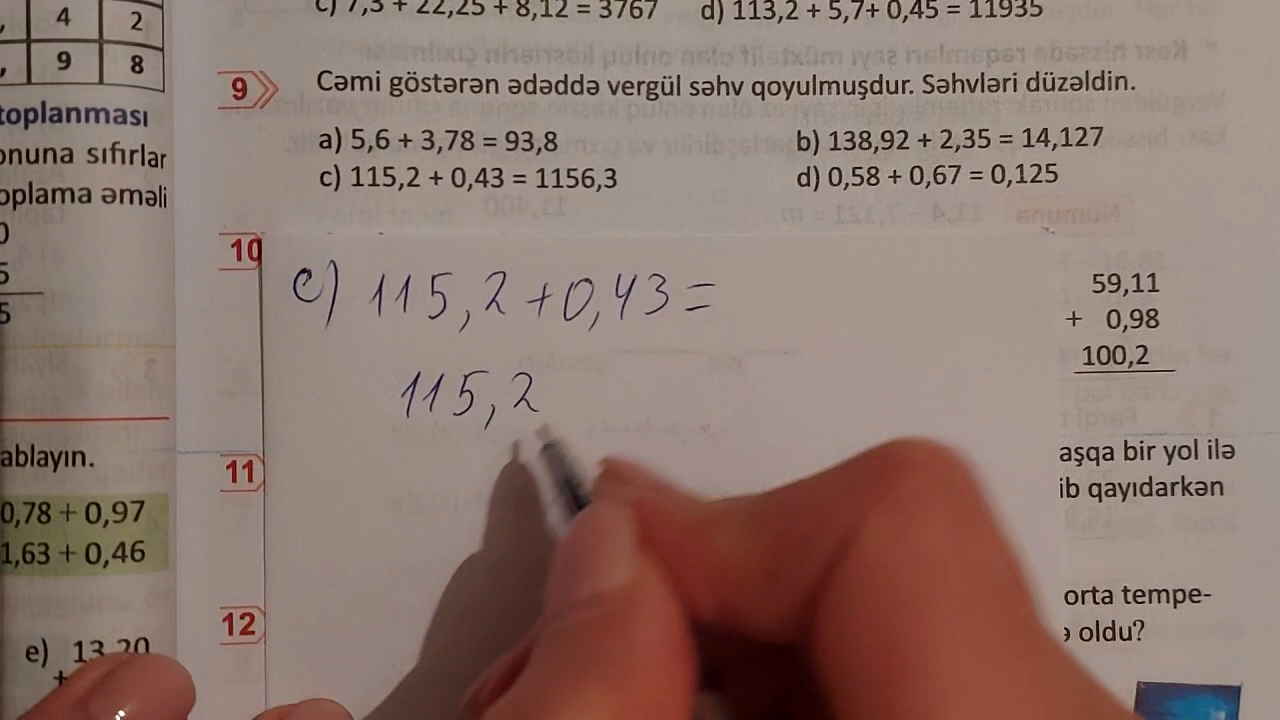 4 2
9 8
toplanması
onuna sıfırlar
oplama əməli
0
5
5
ablayın.
0,78 + 0,97
1,63 + 0,46
e) 13,20
+
c) 7,3 + 22,25 + 8,12 = 3767 d) 113,2 + 5,7+ 0,45 = 11935
9 Cəmi göstərən ədəddə vergül səhv qoyulmuşdur. Səhvləri düzəldin.
a) 5,6 + 3,78 = 93,8 b) 138,92 + 2,35 = 14,127
c) 115,2 + 0,43 = 1156,3 d) 0,58 + 0,67 = 0,125
10
c) 115,2 + 0,43 =
115,2
59,11
+ 0,98
100,2
11
aşqa bir yol ilə
ib qayıdarkən
12
orta tempe-
ə oldu?